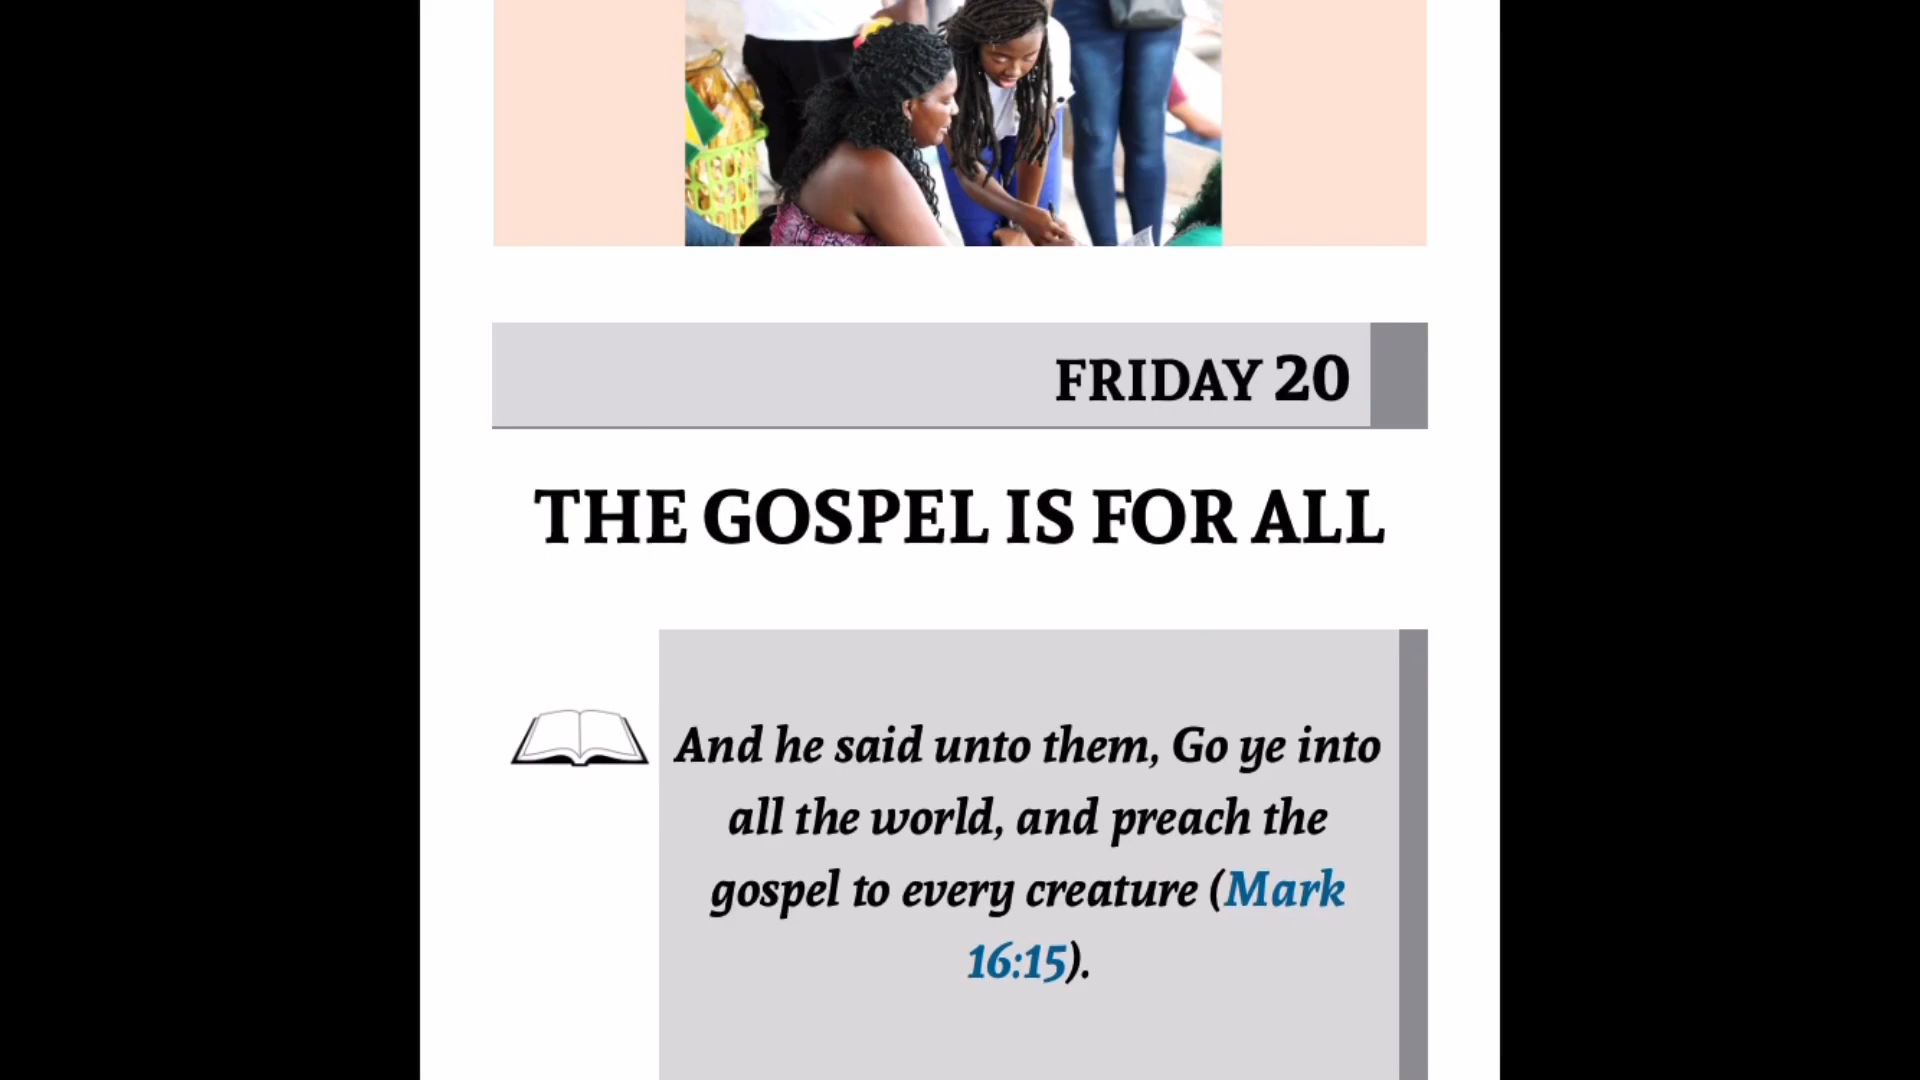 FRIDAY 20
THE GOSPEL IS FOR ALL
And he said unto them, Go ye into
all the world, and preach the
gospel to every creature (Mark
16:15).